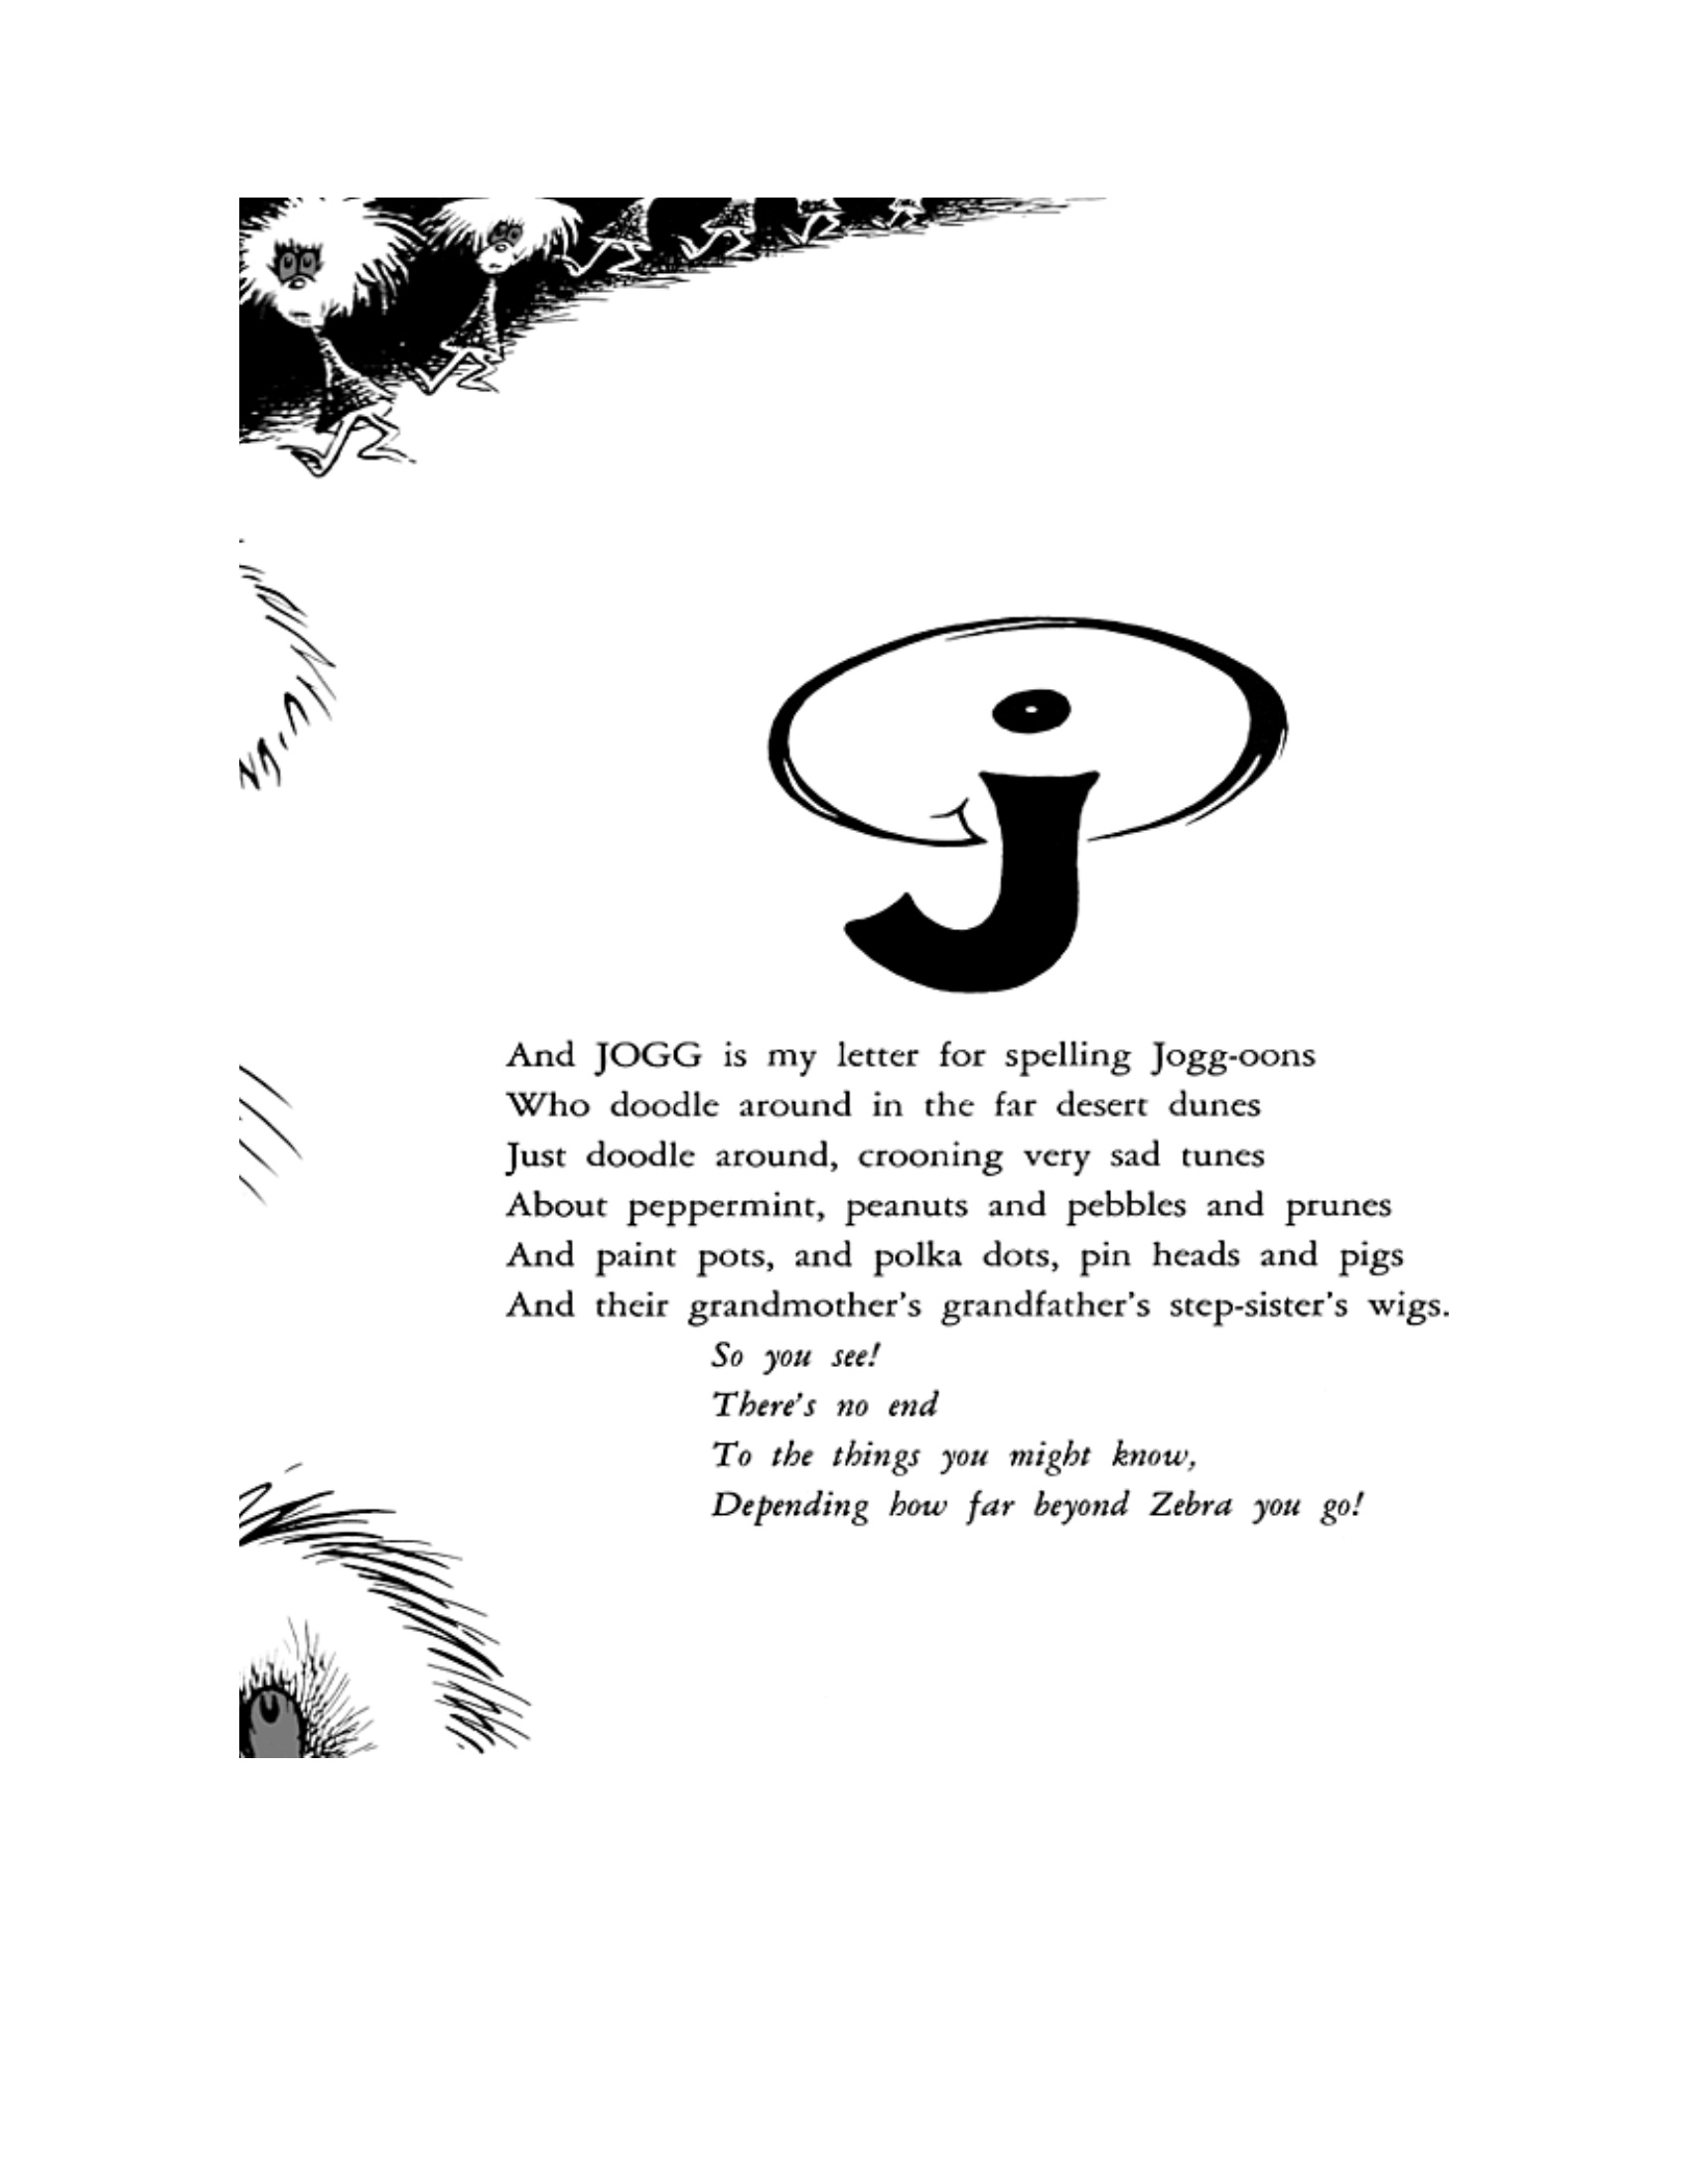 And JOGG is my letter for spelling Jogg-oons
Who doodle around in the far desert dunes
Just doodle around, crooning very sad tunes
About peppermint, peanuts and pebbles and prunes
And paint pots, and polka dots, pin heads and pigs
And their grandmother's grandfather's step-sister's wigs.
So you see!
There's no end
To the things you might know,
Depending how far beyond Zebra you go!